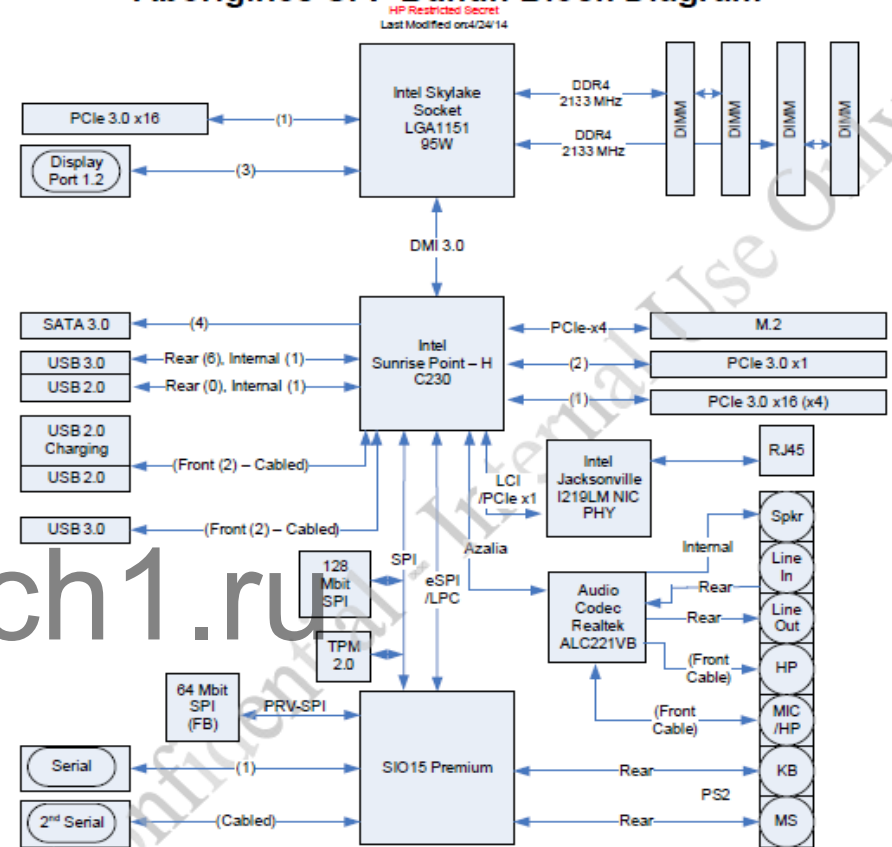 HP Restricted Secret
Last Modified on:4/24/14
Intel Skylake
Socket
LGA1151
95W
PCIe 3.0 x16
(1)
Display
Port 1.2
(3)
DDR4
2133 MHz
DDR4
2133 MHz
DIMM
DIMM
DIMM
DIMM
DMI 3.0
Intel
Sunrise Point – H
C230
SATA 3.0
(4)
USB 3.0
Rear (6), Internal (1)
USB 2.0
Rear (0), Internal (1)
USB 2.0
Charging
USB 2.0
(Front (2) – Cabled)
USB 3.0
(Front (2) – Cabled)
PCIe-x4
M.2
(2)
PCIe 3.0 x1
(1)
PCIe 3.0 x16 (x4)
LCI
/PCIe x1
Intel
Jacksonville
I219LM NIC
PHY
RJ45
SPI
eSPI
/LPC
Azalia
128
Mbit
SPI
TPM
2.0
Audio
Codec
Realtek
ALC221VB
Internal
Spkr
Rear
Line
In
Rear
Line
Out
(Front
Cable)
HP
(Front
Cable)
MIC
/HP
64 Mbit
SPI
(FB)
PRV-SPI
SIO15 Premium
Serial
(1)
2nd Serial
(Cabled)
Rear
KB
PS2
Rear
MS
ch1.ru
onfidential - Internal Use Only